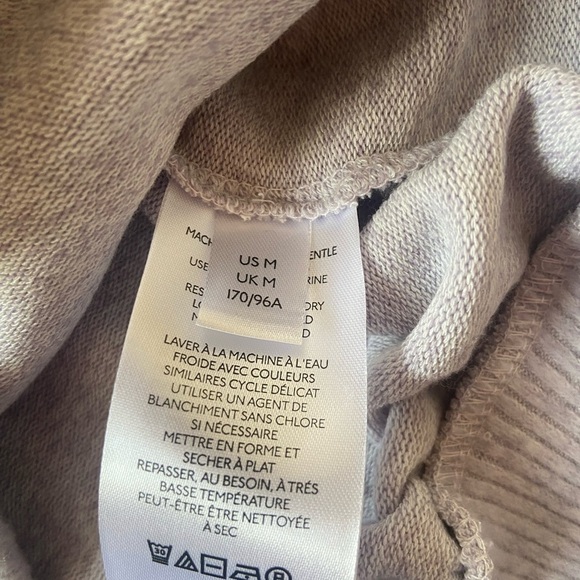 US M
UK M
170/96A
LAVER À LA MACHINE À L'EAU
FROIDE AVEC COULEURS
SIMILAIRES CYCLE DÉLICAT
UTILISER UN AGENT DE
BLANCHIMENT SANS CHLORE
SI NÉCESSAIRE
METTRE EN FORME ET
SECHER À PLAT
REPASSER, AU BESOIN, À TRÉS
BASSE TEMPÉRATURE
PEUT-ÊTRE ÊTRE NETTOYÉE
À SEC
30